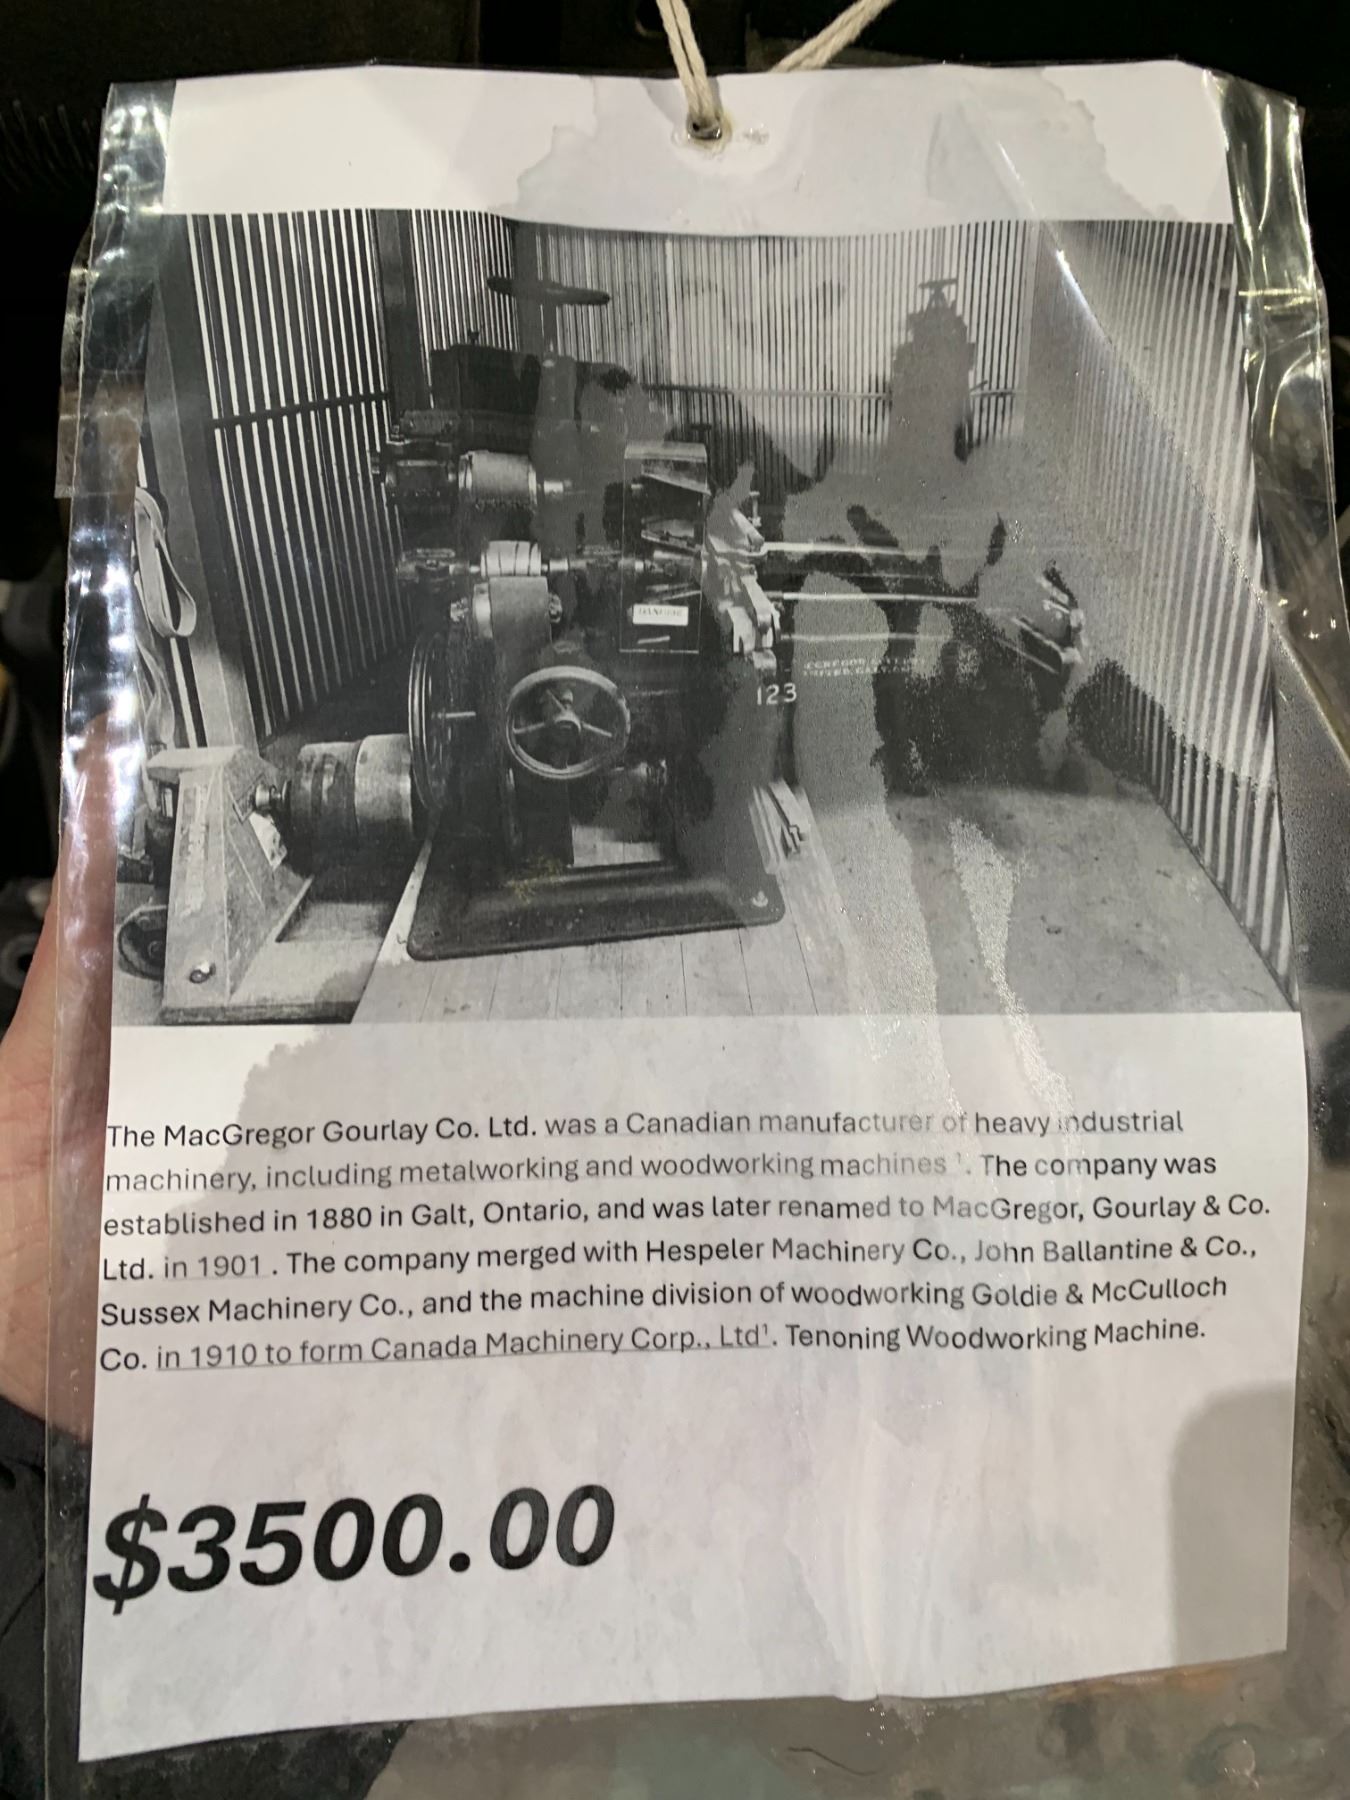 DANGER
123
The MacGregor Gourlay Co. Ltd. was a Canadian manufacturer of heavy industrial
machinery, including metalworking and woodworking machines ¹. The company was
established in 1880 in Galt, Ontario, and was later renamed to MacGregor, Gourlay & Co.
Ltd. in 1901 . The company merged with Hespeler Machinery Co., John Ballantine & Co.,
Sussex Machinery Co., and the machine division of woodworking Goldie & McCulloch
Co. in 1910 to form Canada Machinery Corp., Ltd¹. Tenoning Woodworking Machine.
$3500.00